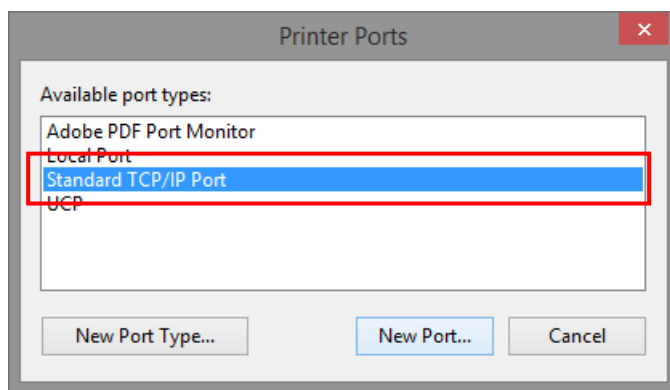 Printer Ports
Available port types:
Adobe PDF Port Monitor
Local Port
Standard TCP/IP Port
UCP
New Port Type... New Port... Cancel